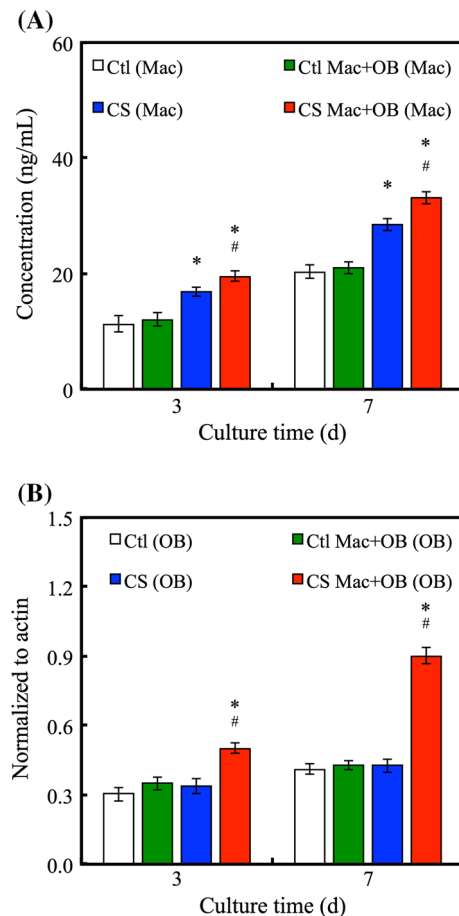 (A)
60
Ctl (Mac) Ctl Mac+OB (Mac)
CS (Mac) CS Mac+OB (Mac)
40
20
0
Concentration (ng/mL)
* * # * * #
3 7
Culture time (d)
(B)
1.5
Ctl (OB) Ctl Mac+OB (OB)
CS (OB) CS Mac+OB (OB)
1.2
0.9
0.6
0.3
0.0
Normalized to actin
* # * #
3 7
Culture time (d)